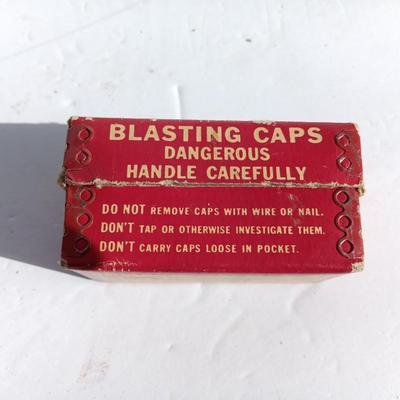 BLASTING CAPS
DANGEROUS
HANDLE CAREFULLY
DO NOT REMOVE CAPS WITH WIRE OR NAIL.
DON'T TAP OR OTHERWISE INVESTIGATE THEM.
DON'T CARRY CAPS LOOSE IN POCKET.